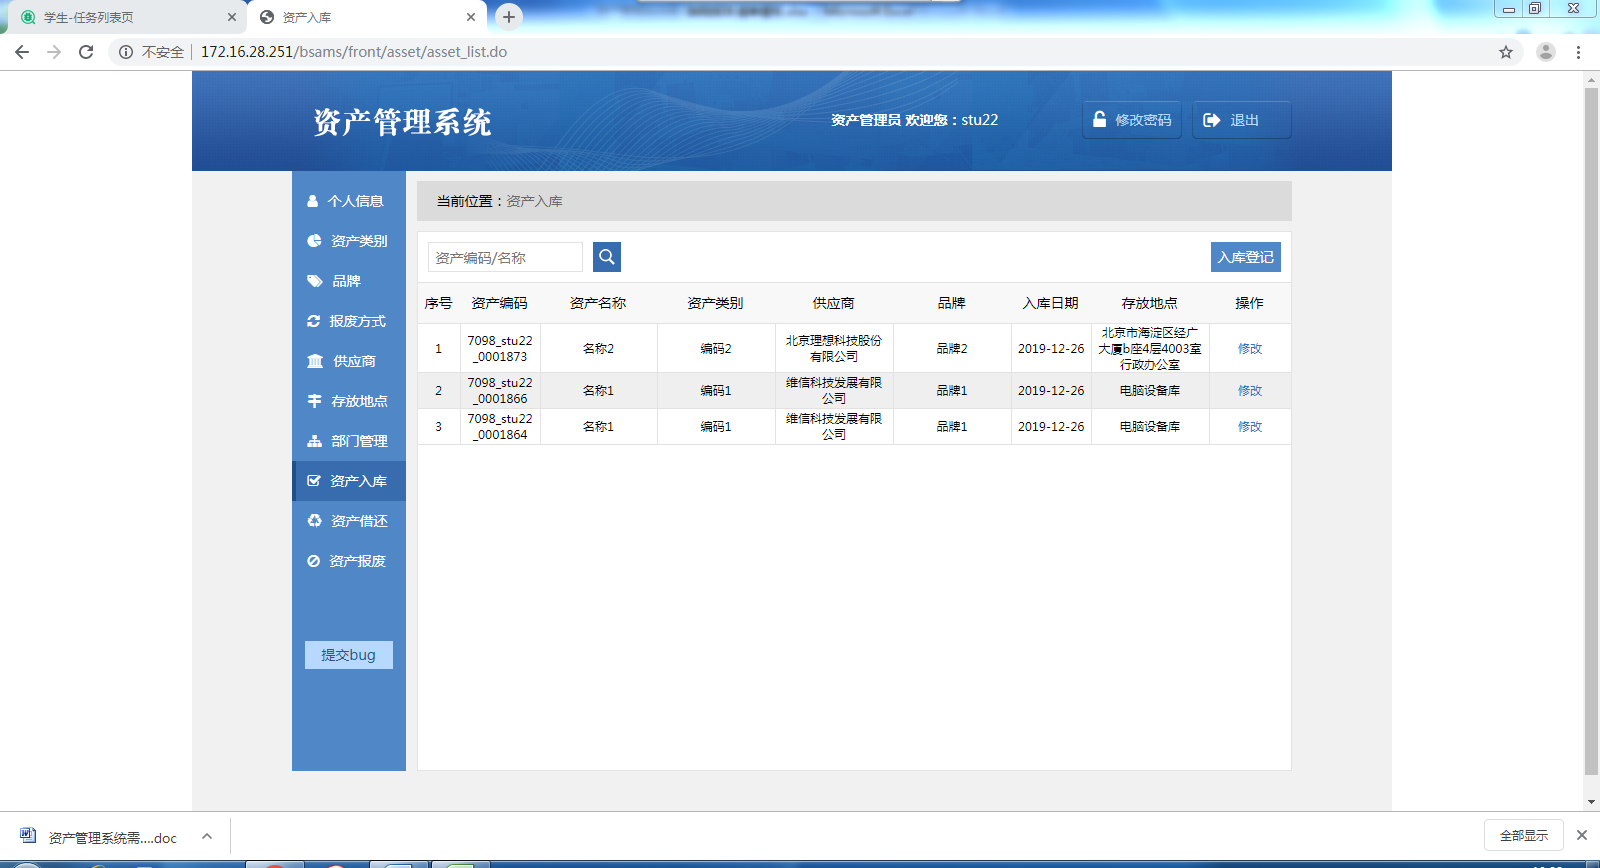 学生-任务列表页
资产入库
不安全
172.16.28.251/bsams/front/asset/asset_list.do
资产管理系统
资产管理员 欢迎您：stu22
修改密码
退出
个人信息
资产类别
品牌
报废方式
供应商
存放地点
部门管理
资产入库
资产借还
资产报废
提交bug
当前位置：资产入库
资产编码/名称
入库登记
序号 资产编码 资产名称 资产类别 供应商 品牌 入库日期 存放地点 操作
1 7098_stu22_0001873 名称2 编码2 北京理想科技股份有限公司 品牌2 2019-12-26 北京市海淀区经广大厦b座4层4003室行政办公室 修改
2 7098_stu22_0001866 名称1 编码1 维信科技发展有限公司 品牌1 2019-12-26 电脑设备库 修改
3 7098_stu22_0001864 名称1 编码1 维信科技发展有限公司 品牌1 2019-12-26 电脑设备库 修改
资产管理系统需....doc
全部显示